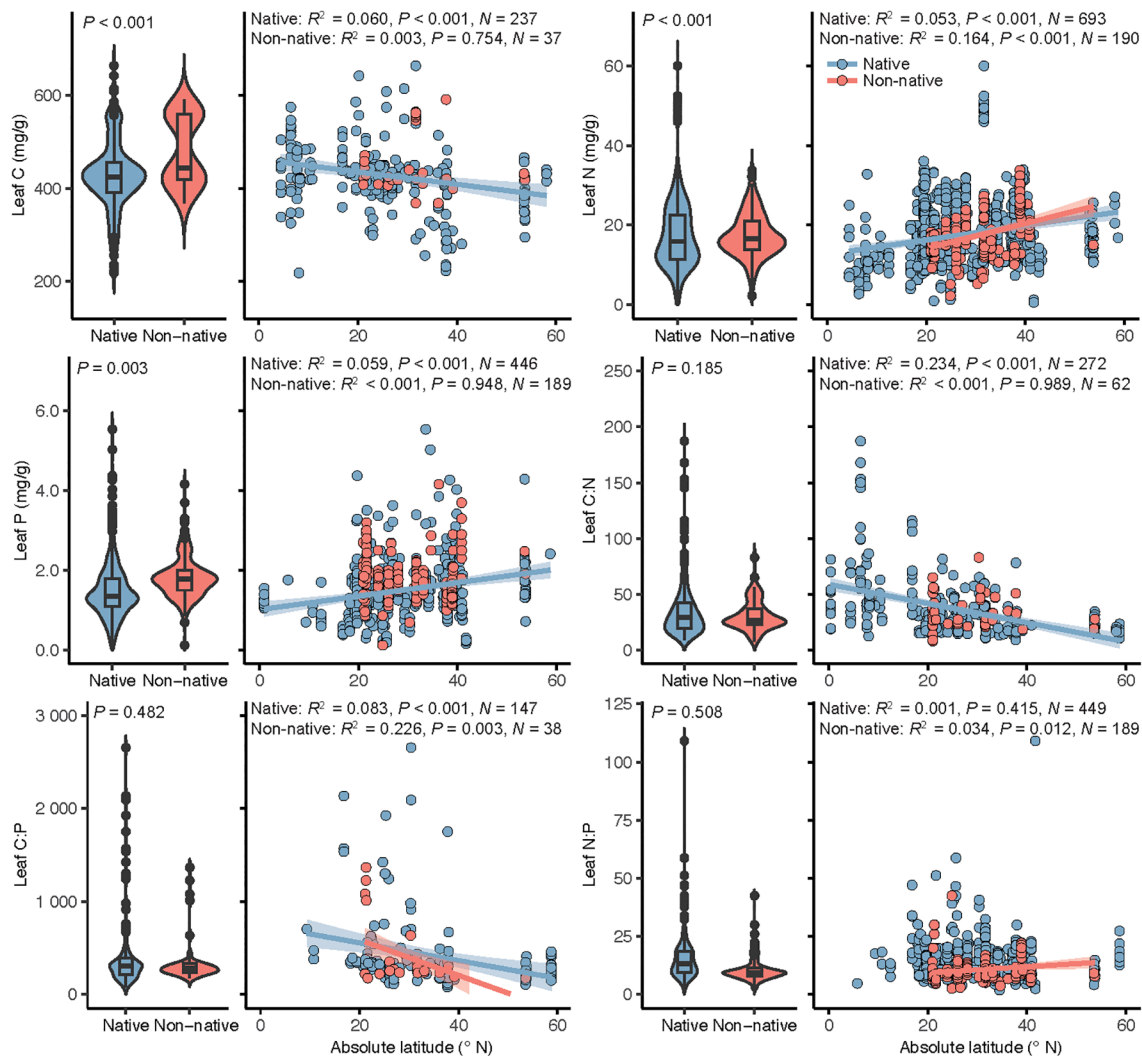 P < 0.001
Native: R² = 0.060, P < 0.001, N = 237
Non-native: R² = 0.003, P = 0.754, N = 37
Leaf C (mg/g)
600
400
200
Native Non−native
0 20 40 60
P < 0.001
Native: R² = 0.053, P < 0.001, N = 693
Non-native: R² = 0.164, P < 0.001, N = 190
Native
Non−native
Leaf N (mg/g)
60
40
20
0
Native Non−native
0 20 40 60
P = 0.003
Native: R² = 0.059, P < 0.001, N = 446
Non-native: R² < 0.001, P = 0.948, N = 189
Leaf P (mg/g)
6.0
4.0
2.0
0.0
Native Non−native
0 20 40 60
P = 0.185
Native: R² = 0.234, P < 0.001, N = 272
Non-native: R² < 0.001, P = 0.989, N = 62
Leaf C:N
250
200
150
100
50
0
Native Non−native
0 20 40 60
P = 0.482
Native: R² = 0.083, P < 0.001, N = 147
Non-native: R² = 0.226, P = 0.003, N = 38
Leaf C:P
3 000
2 000
1 000
0
Native Non−native
0 20 40 60
Absolute latitude (° N)
P = 0.508
Native: R² = 0.001, P = 0.415, N = 449
Non-native: R² = 0.034, P = 0.012, N = 189
Leaf N:P
125
100
75
50
25
0
Native Non−native
0 20 40 60
Absolute latitude (° N)